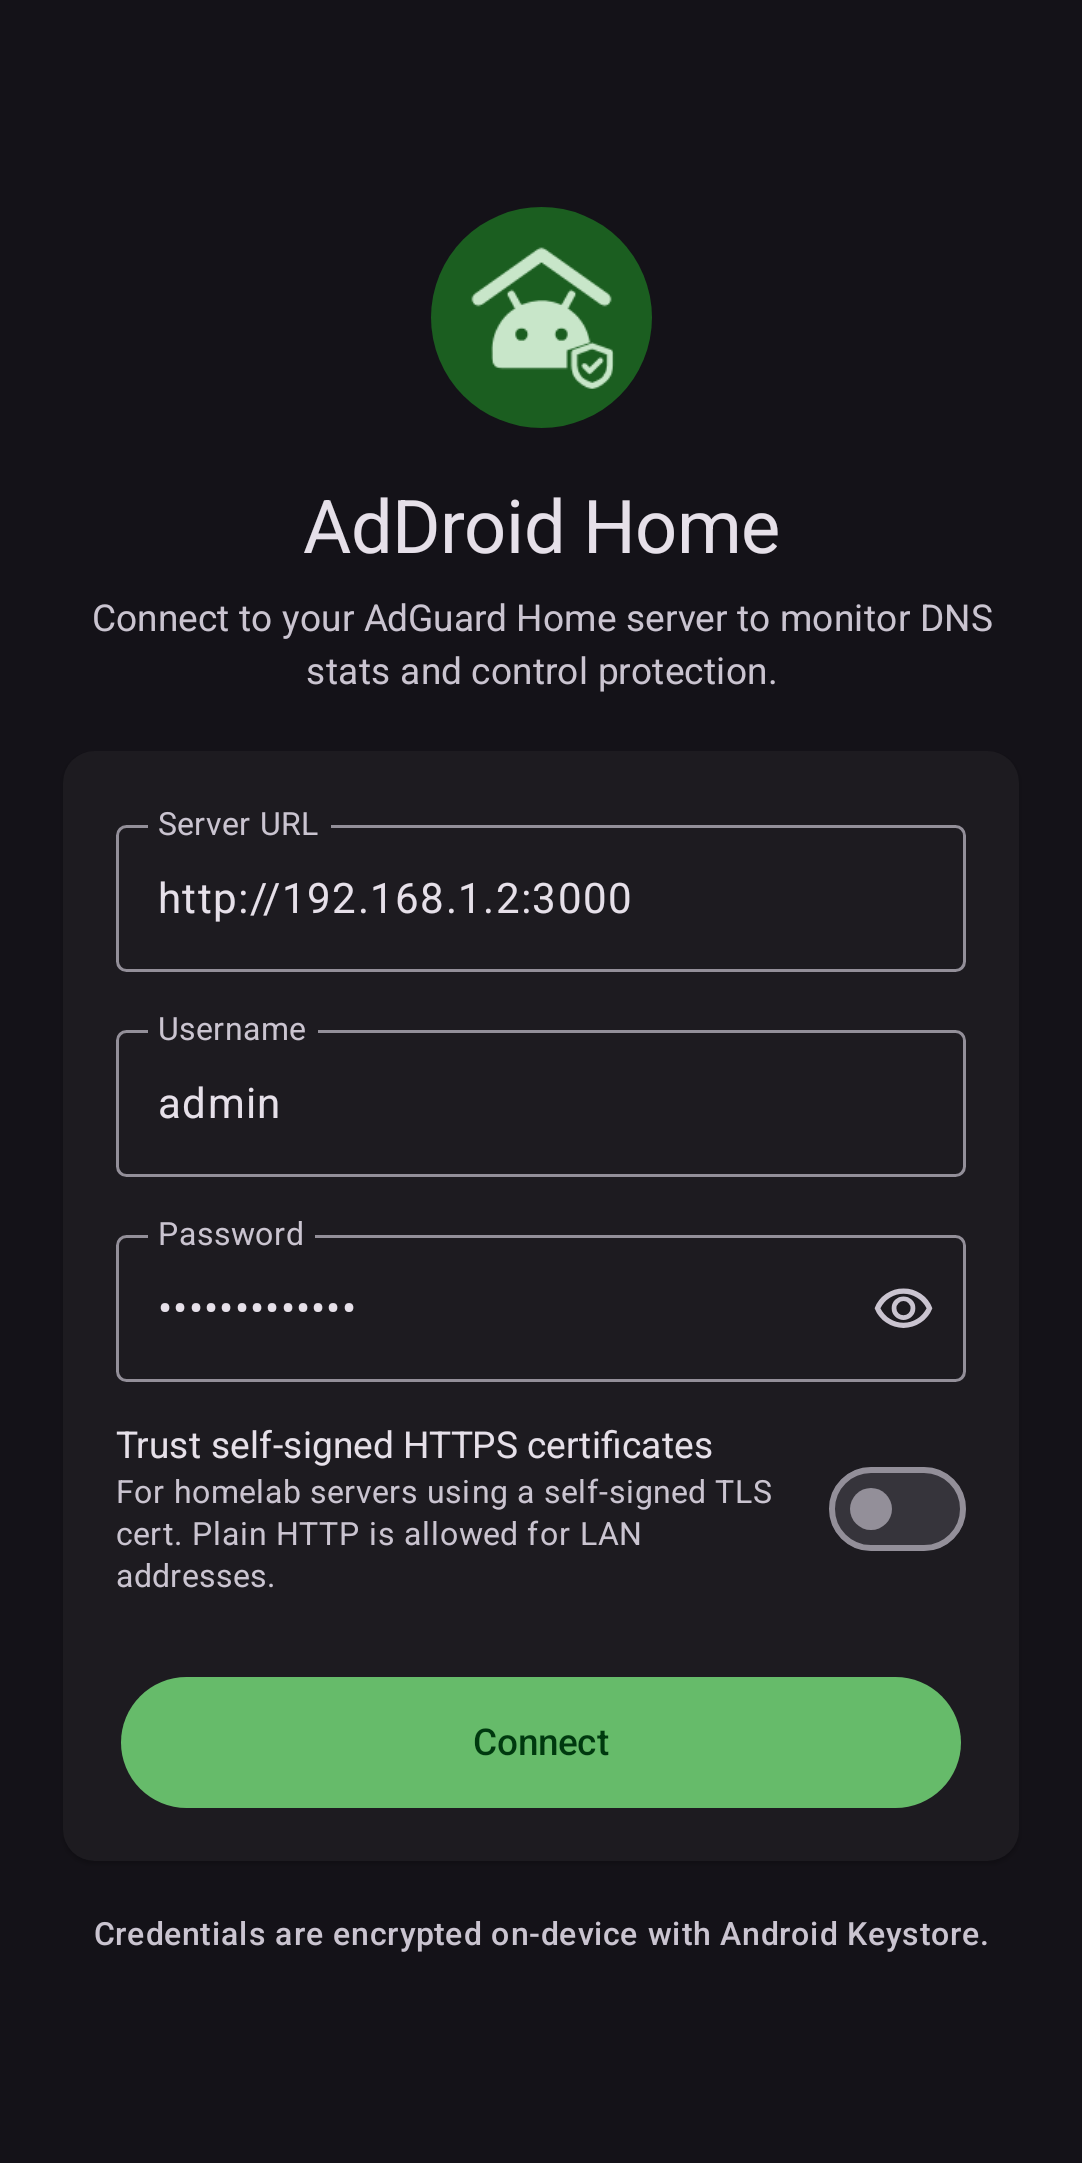 AdDroid Home
Connect to your AdGuard Home server to monitor DNS
stats and control protection.
Server URL
http://192.168.1.2:3000
Username
admin
Password
•••••••••••••
Trust self-signed HTTPS certificates
For homelab servers using a self-signed TLS
cert. Plain HTTP is allowed for LAN
addresses.
Connect
Credentials are encrypted on-device with Android Keystore.